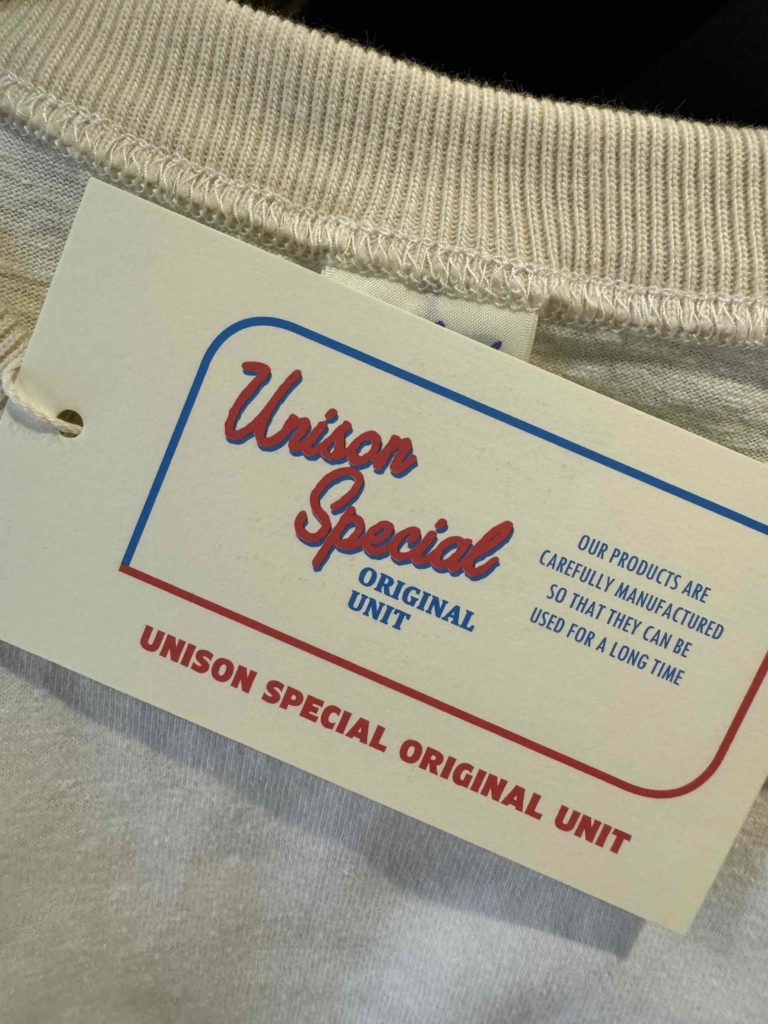 Unison
Special
ORIGINAL
UNIT
OUR PRODUCTS ARE
CAREFULLY MANUFACTURED
SO THAT THEY CAN BE
USED FOR A LONG TIME
UNISON SPECIAL ORIGINAL UNIT